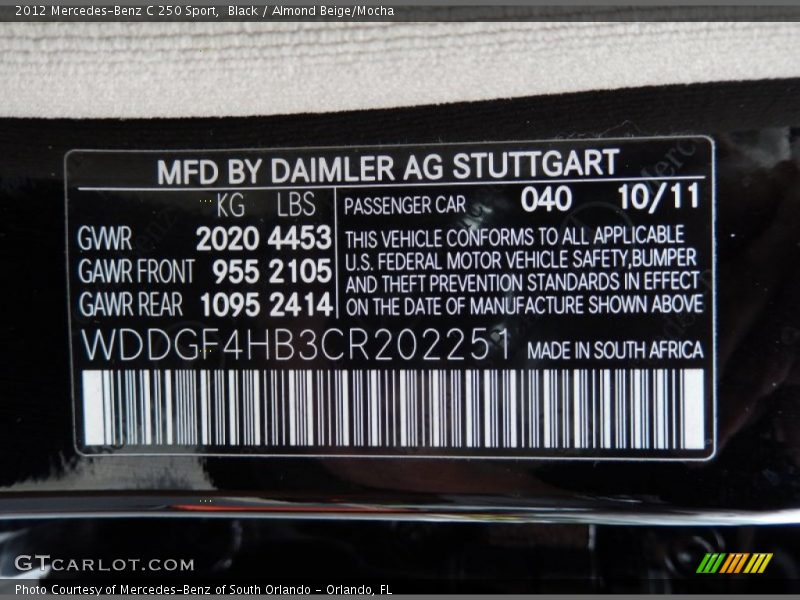 2012 Mercedes-Benz C 250 Sport,  Black / Almond Beige/Mocha
MFD BY DAIMLER AG STUTTGART
KG LBS PASSENGER CAR 040 10/11
GWR 2020 4453
GAWR FRONT 955 2105
GAWR REAR 1095 2414
THIS VEHICLE CONFORMS TO ALL APPLICABLE
U.S. FEDERAL MOTOR VEHICLE SAFETY,BUMPER
AND THEFT PREVENTION STANDARDS IN EFFECT
ON THE DATE OF MANUFACTURE SHOWN ABOVE
WDDGF4HB3CR202251 MADE IN SOUTH AFRICA
GTCARLOT.COM
Photo Courtesy of Mercedes-Benz of South Orlando - Orlando, FL